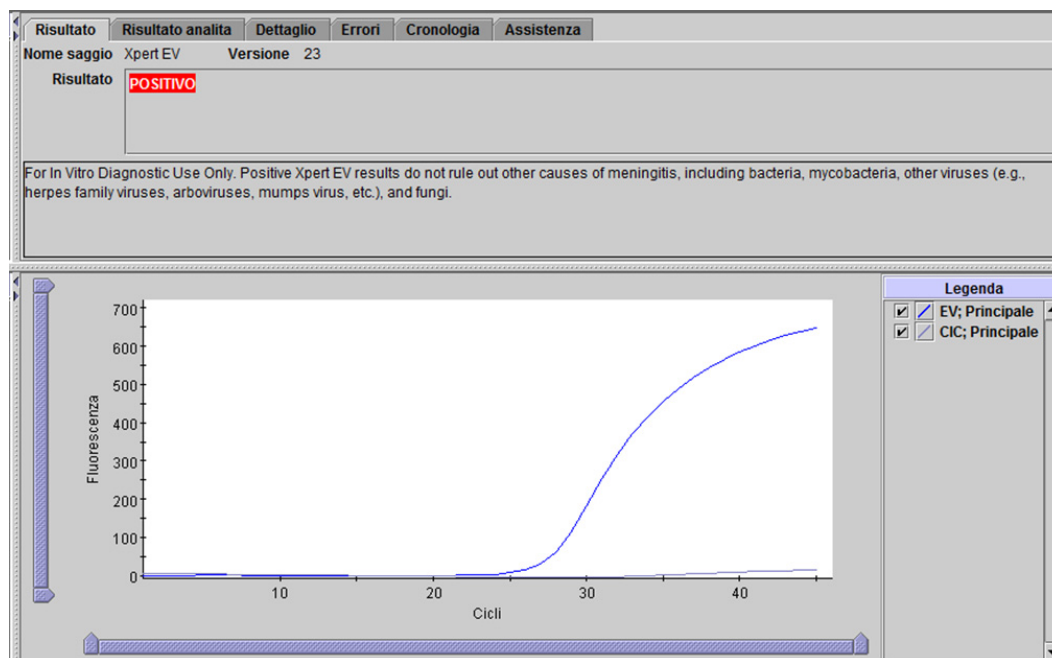 Risultato Risultato analita Dettaglio Errori Cronologia Assistenza
Nome saggio Xpert EV Versione 23
Risultato POSITIVO
For In Vitro Diagnostic Use Only. Positive Xpert EV results do not rule out other causes of meningitis, including bacteria, mycobacteria, other viruses (e.g.,
herpes family viruses, arboviruses, mumps virus, etc.), and fungi.
Legenda
EV; Principale
CIC; Principale
Fluorescenza
700
600
500
400
300
200
100
0
10 20 30 40
Cicli